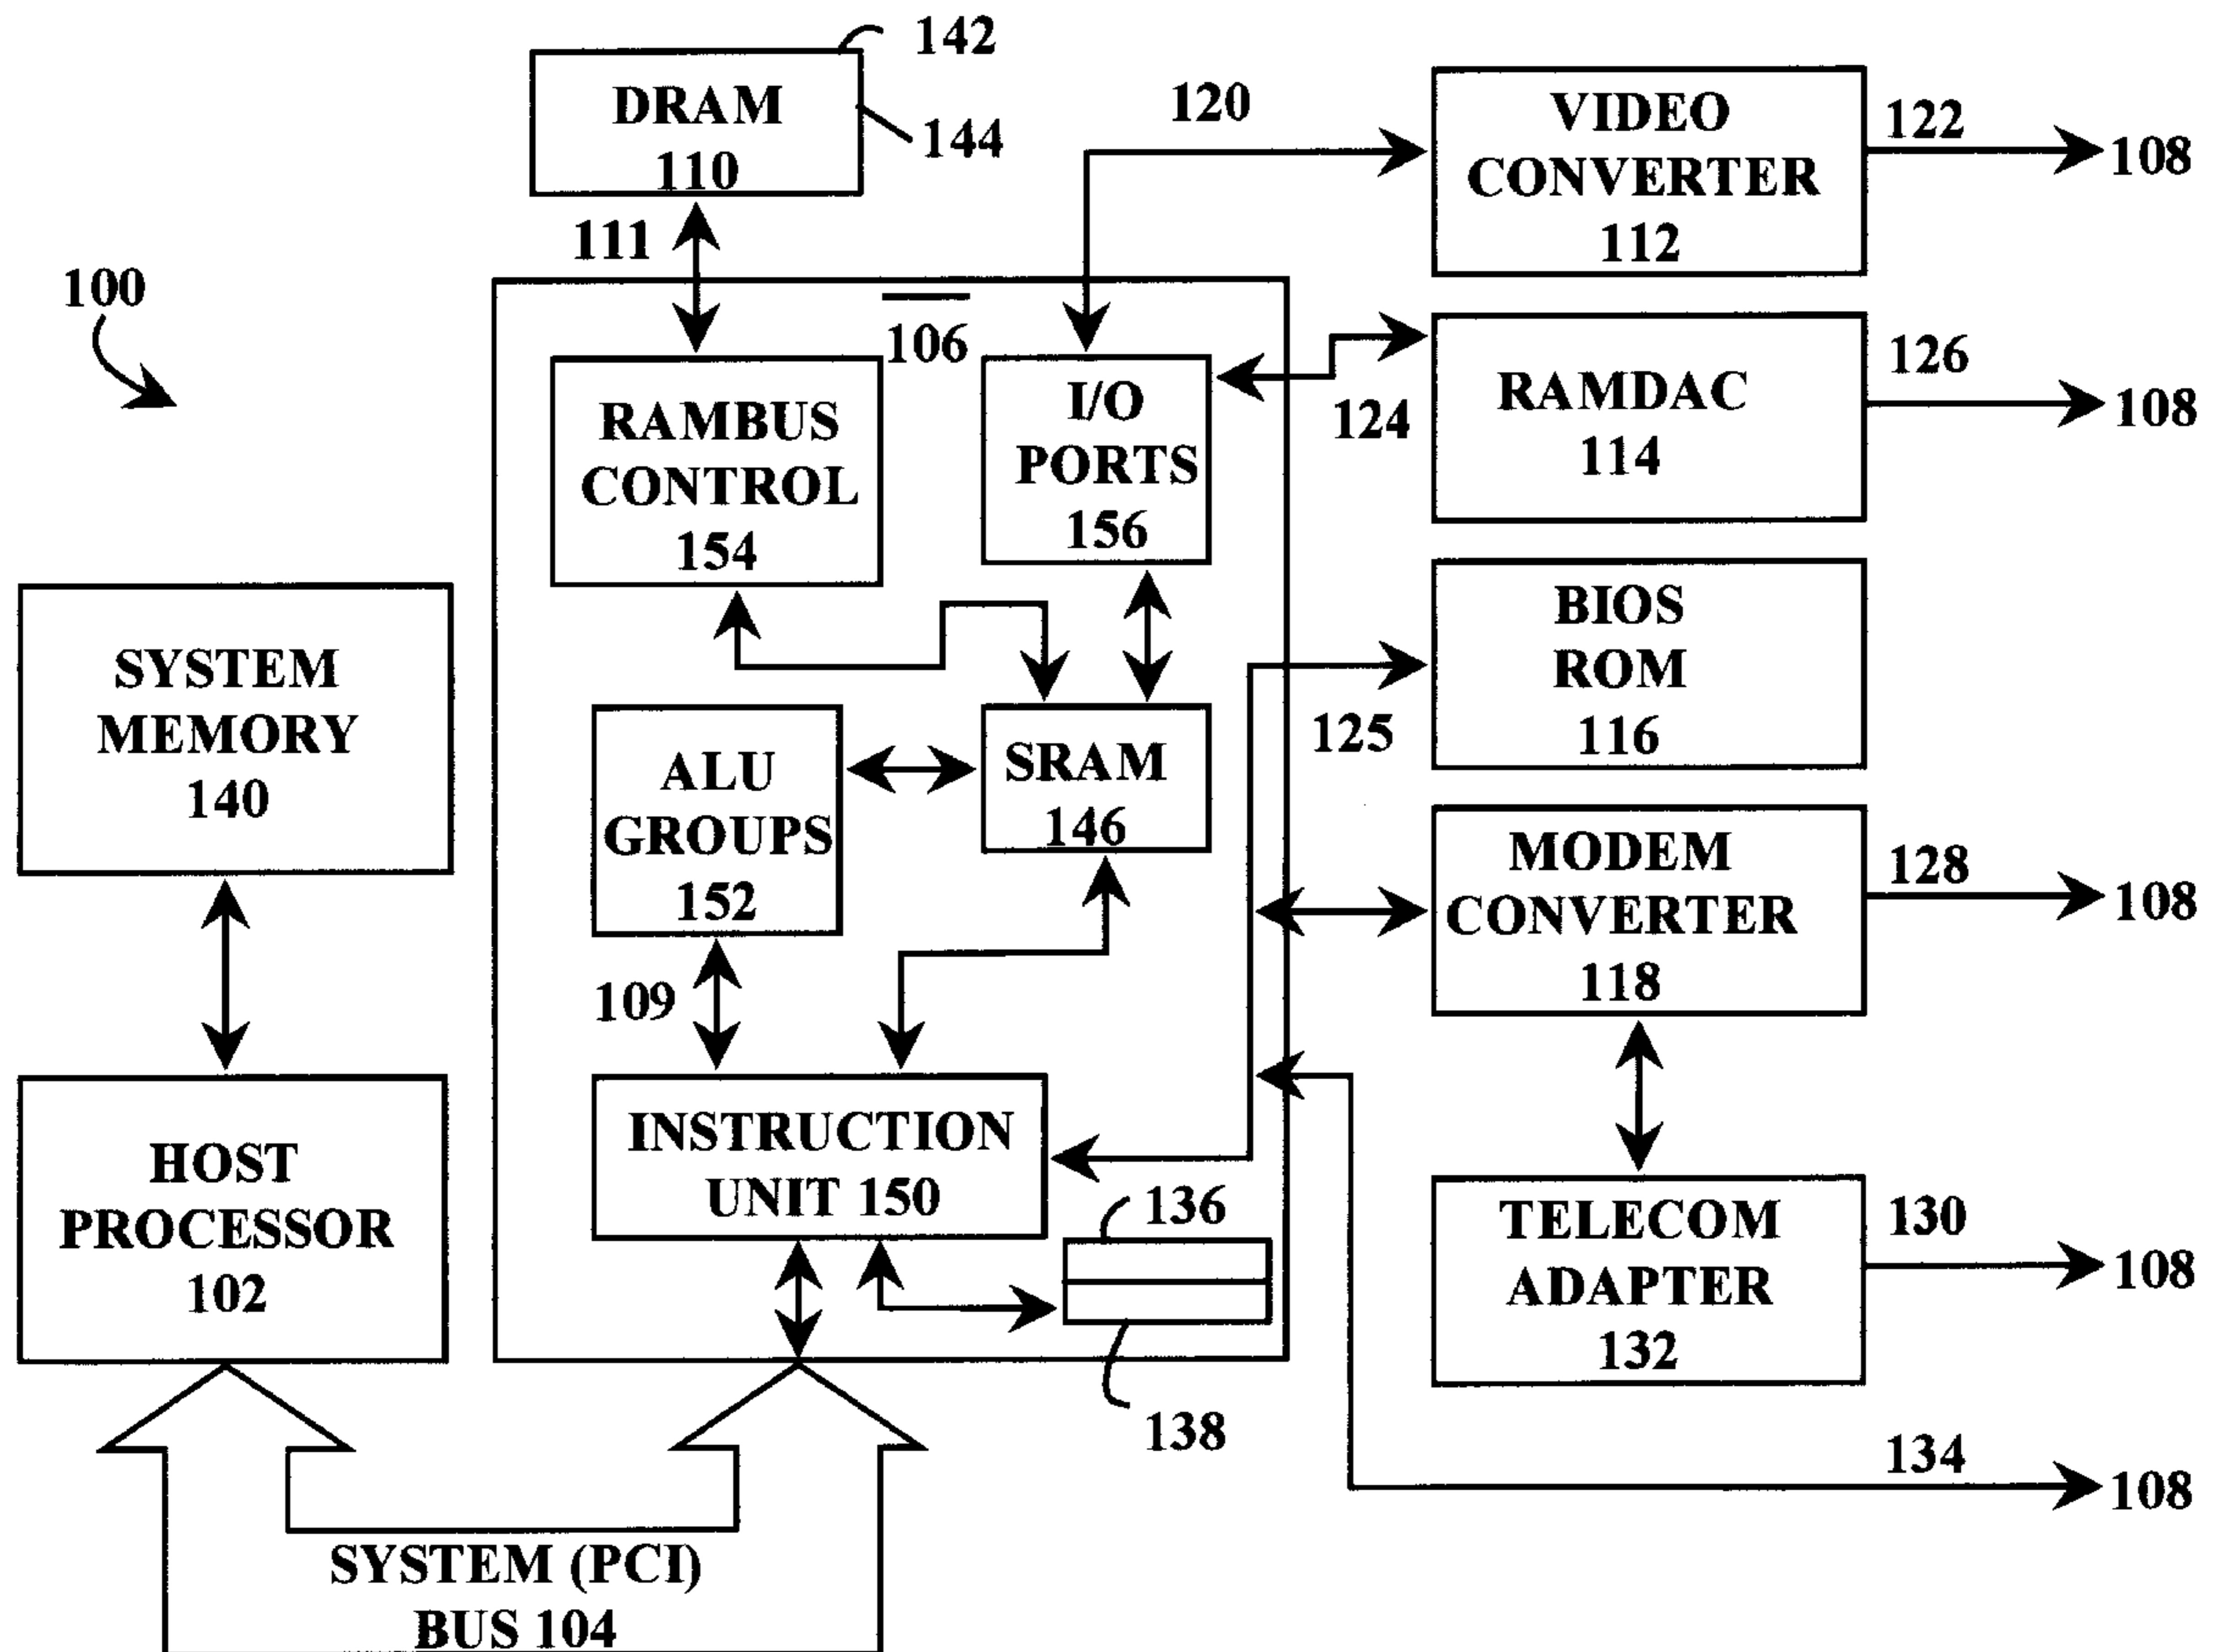 142
DRAM
110
144
111
100
120
VIDEO
CONVERTER
112
122
108
106
RAMBUS
CONTROL
154
I/O
PORTS
156
124
RAMDAC
114
126
108
SYSTEM
MEMORY
140
ALU
GROUPS
152
SRAM
146
125
BIOS
ROM
116
MODEM
CONVERTER
118
128
108
109
HOST
PROCESSOR
102
INSTRUCTION
UNIT 150
136
138
TELECOM
ADAPTER
132
130
108
134
108
SYSTEM (PCI)
BUS 104